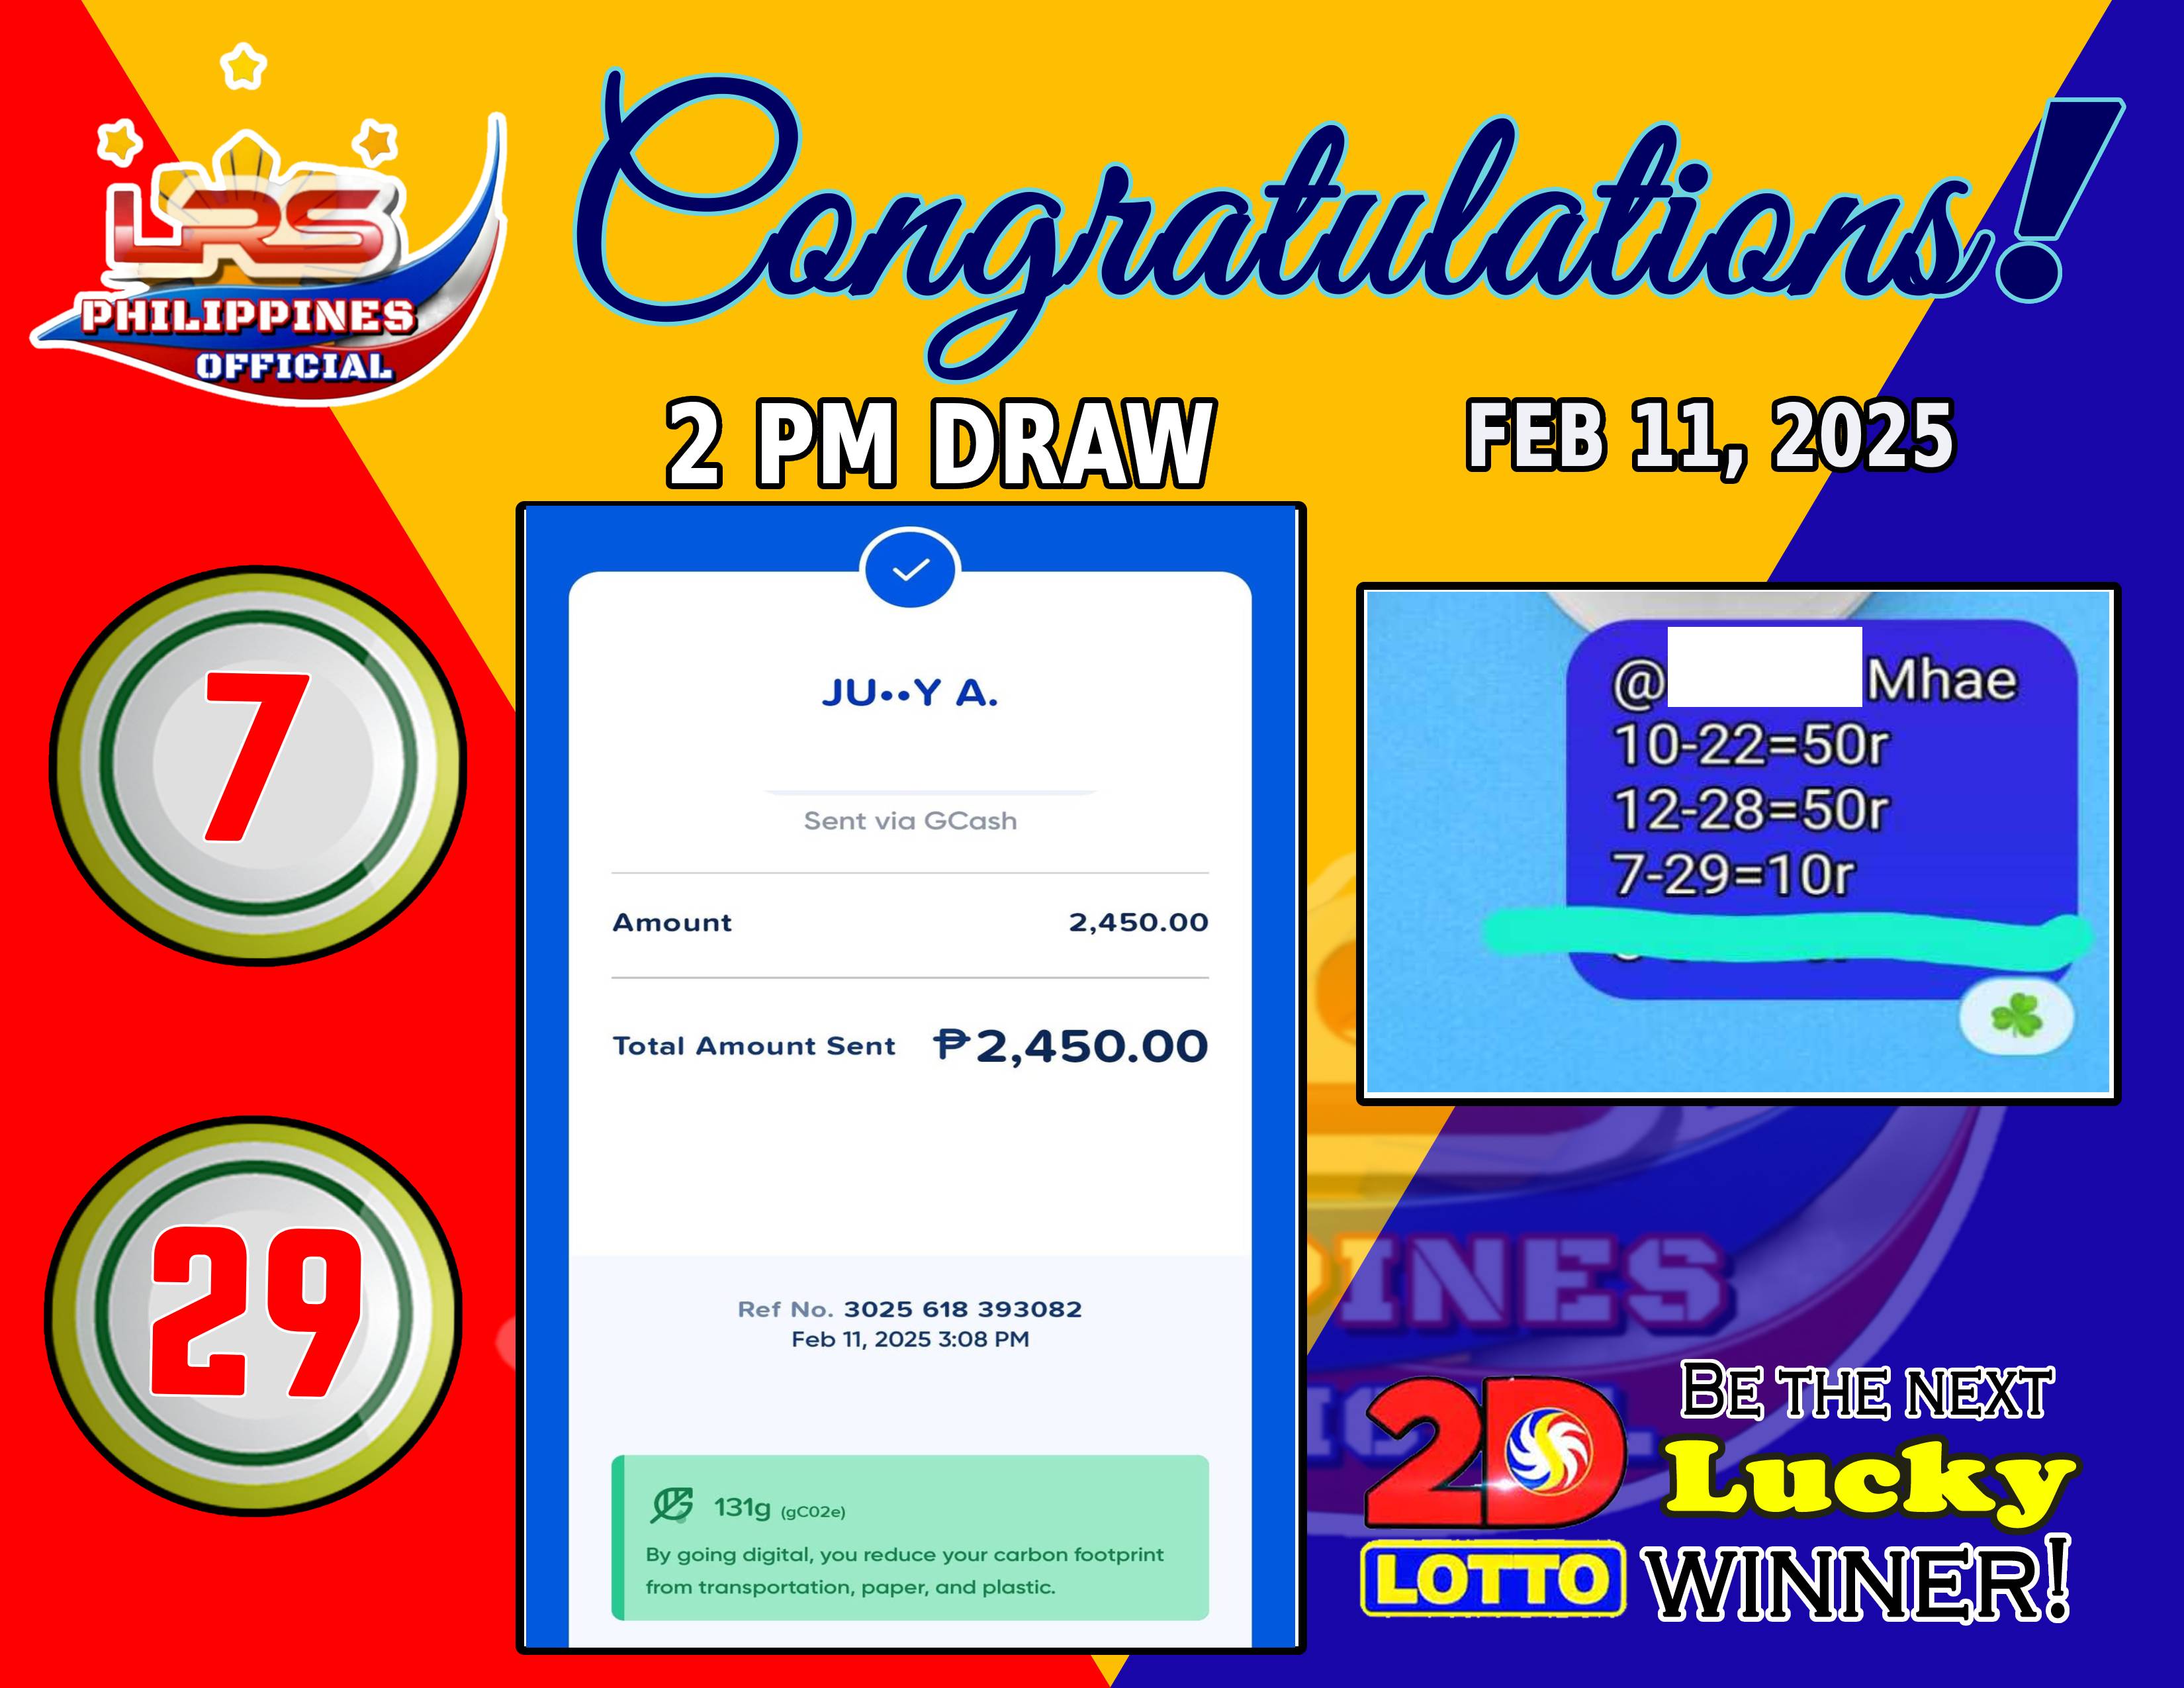 LRS
PHILIPPINES
OFFICIAL
Congratulations!
2 PM DRAW
FEB 11, 2025
7
29
JU••Y A.
Sent via GCash
Amount 2,450.00
Total Amount Sent ₱2,450.00
Ref No. 3025 618 393082
Feb 11, 2025 3:08 PM
131g (gCO2e)
By going digital, you reduce your carbon footprint
from transportation, paper, and plastic.
@ Mhae
10-22=50r
12-28=50r
7-29=10r
PINES
2D
LOTTO
BE THE NEXT
Lucky
WINNER!